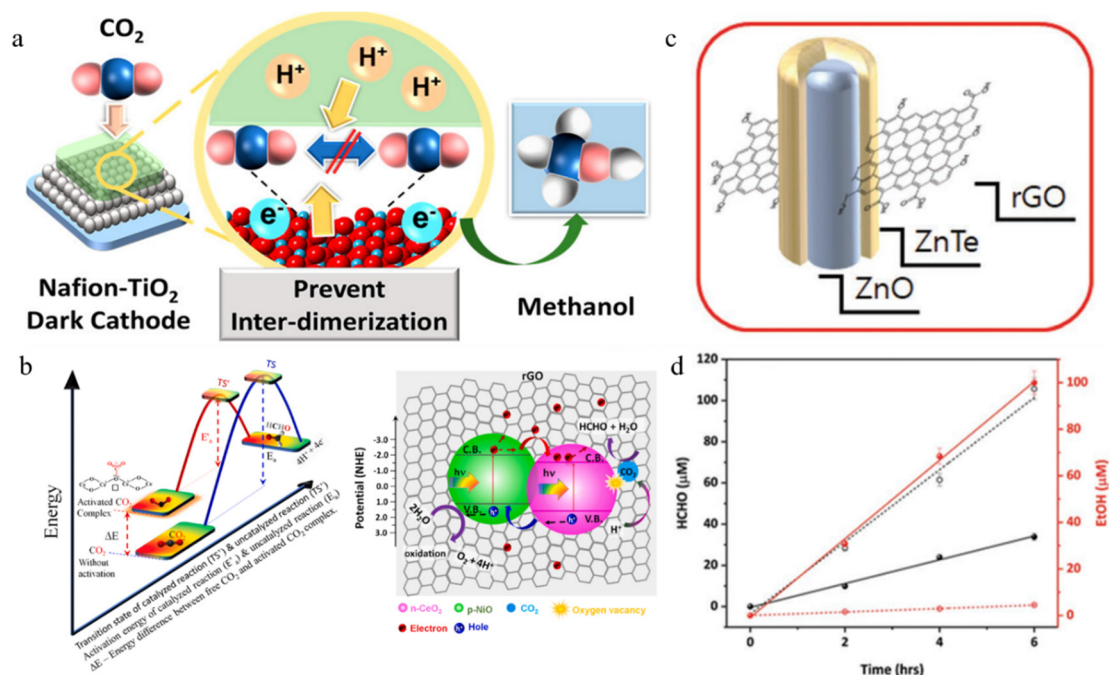 a
CO2
H+
H+
H+
e-
e-
Nafion-TiO2
Dark Cathode
Prevent
Inter-dimerization
Methanol
c
rGO
ZnTe
ZnO
b
Energy
TS'
TS
HCHO
4H+ + 4e
E'a
Ea
Activated CO2
Complex
ΔE
CO2
Without
activation
CO2
Transition state of catalyzed reaction (TS') & uncatalyzed reaction (TS')
Activation energy of catalyzed reaction (E'a) & uncatalyzed reaction (Ea)
ΔE – Energy difference between free CO2 and activated CO2 complex.
rGO
Potential (NHE)
-3.0
-2.0
-1.0
0.0
1.0
2.0
3.0
C.B.
hν
V.B.
h+
C.B.
hν
V.B.
h+
HCHO + H2O
CO2
H+
2H2O
oxidation
O2 + 4H+
n-CeO2
p-NiO
CO2
Oxygen vacancy
Electron
h+ Hole
d
HCHO (μM)
120
100
80
60
40
20
0
EtOH (μM)
100
80
60
40
20
0
0
2
4
6
Time (hrs)